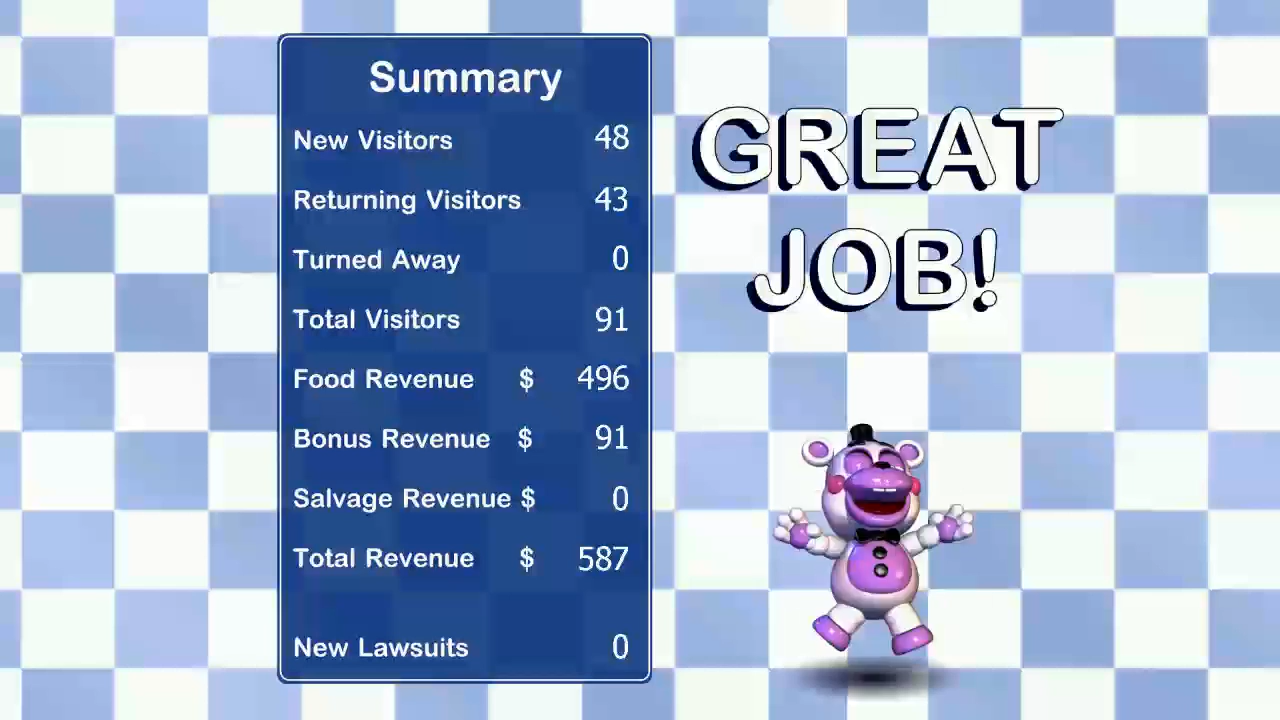 Summary
New Visitors 48
Returning Visitors 43
Turned Away 0
Total Visitors 91
Food Revenue $ 496
Bonus Revenue $ 91
Salvage Revenue $ 0
Total Revenue $ 587
New Lawsuits 0
GREAT
JOB!